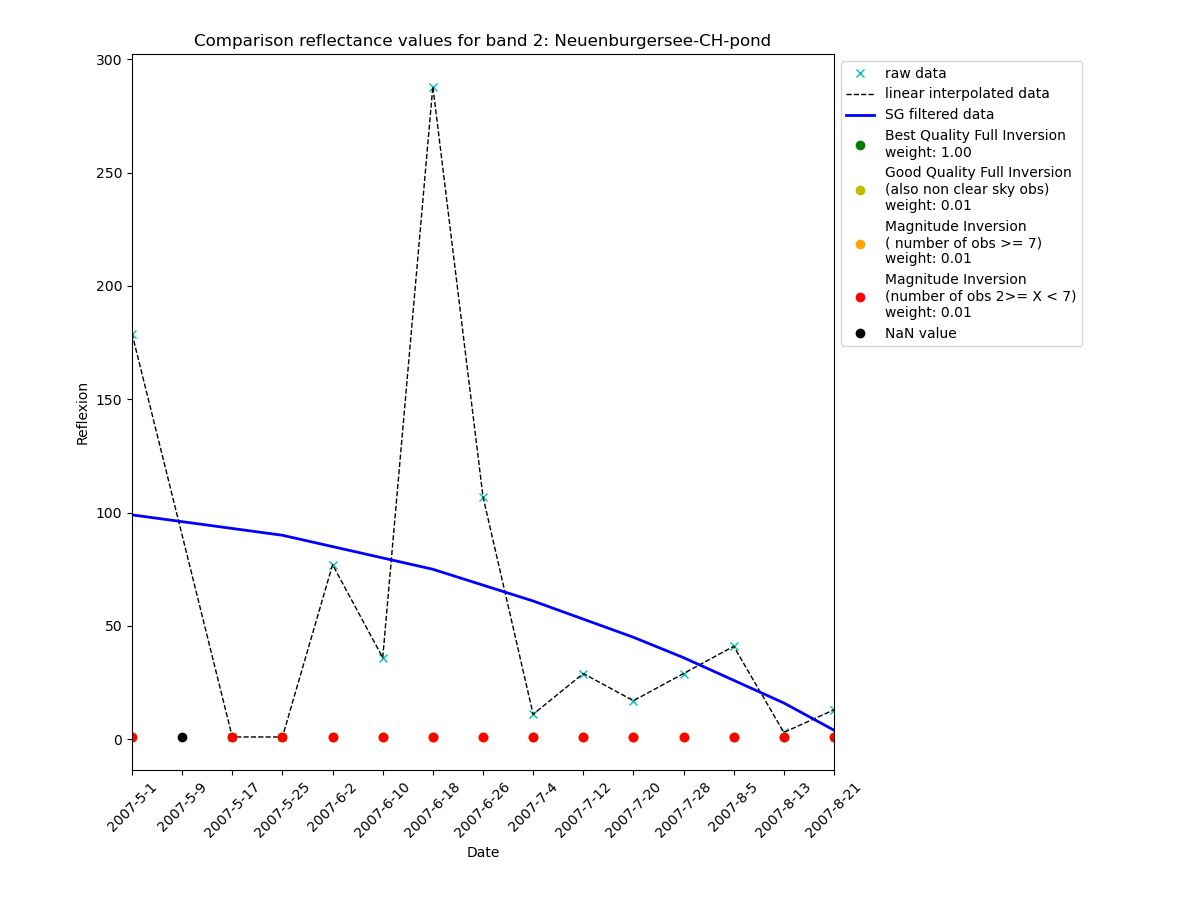 Comparison reflectance values for band 2: Neuenburgersee-CH-pond
300
250
200
150
100
50
0
Reflexion
2007-5-1
2007-5-9
2007-5-17
2007-5-25
2007-6-2
2007-6-10
2007-6-18
2007-6-26
2007-7-4
2007-7-12
2007-7-20
2007-7-28
2007-8-5
2007-8-13
2007-8-21
Date
raw data
linear interpolated data
SG filtered data
Best Quality Full Inversion
weight: 1.00
Good Quality Full Inversion
(also non clear sky obs)
weight: 0.01
Magnitude Inversion
( number of obs >= 7)
weight: 0.01
Magnitude Inversion
(number of obs 2>= X < 7)
weight: 0.01
NaN value